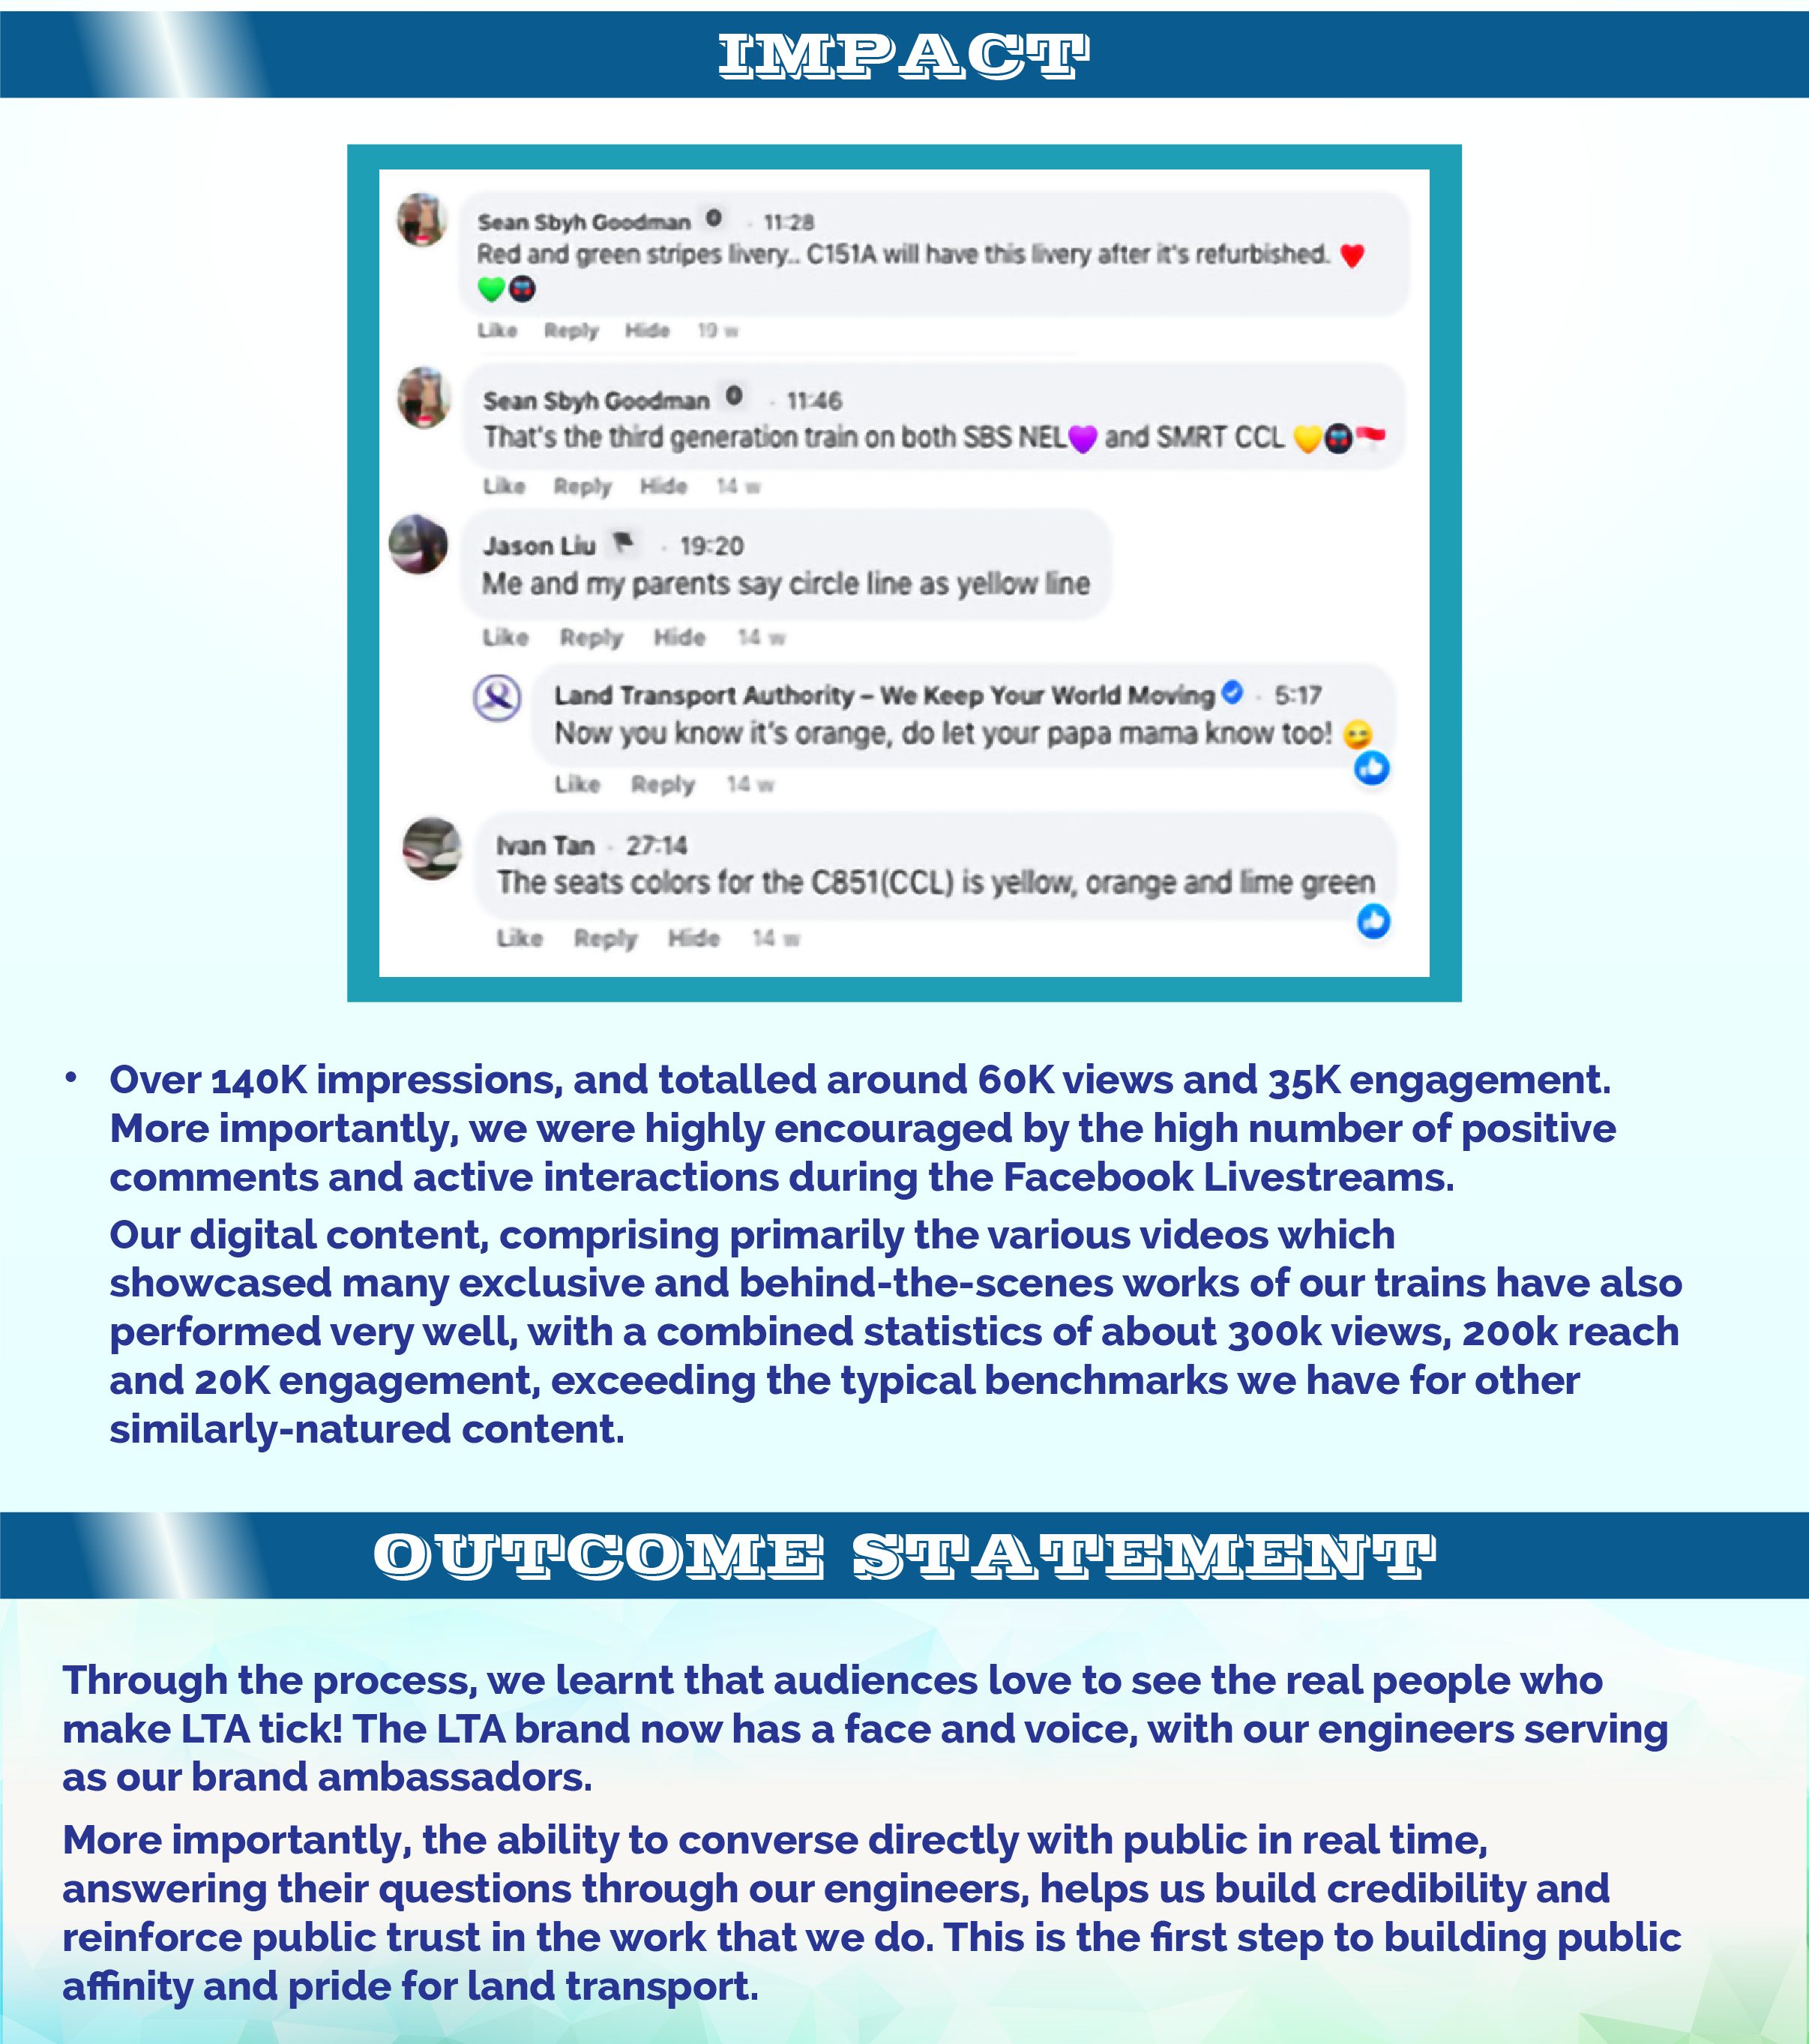 IMPACT
Sean Sbyh Goodman · 11:28
Red and green stripes livery.. C151A will have this livery after it's refurbished. ❤️
💚
Like Reply Hide 19 w
Sean Sbyh Goodman · 11:46
That's the third generation train on both SBS NEL💜 and SMRT CCL 💛
Like Reply Hide 14 w
Jason Liu · 19:20
Me and my parents say circle line as yellow line
Like Reply Hide 14 w
Land Transport Authority – We Keep Your World Moving · 5:17
Now you know it's orange, do let your papa mama know too!
Like Reply 14 w
Ivan Tan · 27:14
The seats colors for the C851(CCL) is yellow, orange and lime green
Like Reply Hide 14 w
• Over 140K impressions, and totalled around 60K views and 35K engagement.
More importantly, we were highly encouraged by the high number of positive
comments and active interactions during the Facebook Livestreams.
Our digital content, comprising primarily the various videos which
showcased many exclusive and behind-the-scenes works of our trains have also
performed very well, with a combined statistics of about 300k views, 200k reach
and 20K engagement, exceeding the typical benchmarks we have for other
similarly-natured content.
OUTCOME STATEMENT
Through the process, we learnt that audiences love to see the real people who
make LTA tick! The LTA brand now has a face and voice, with our engineers serving
as our brand ambassadors.
More importantly, the ability to converse directly with public in real time,
answering their questions through our engineers, helps us build credibility and
reinforce public trust in the work that we do. This is the first step to building public
affinity and pride for land transport.